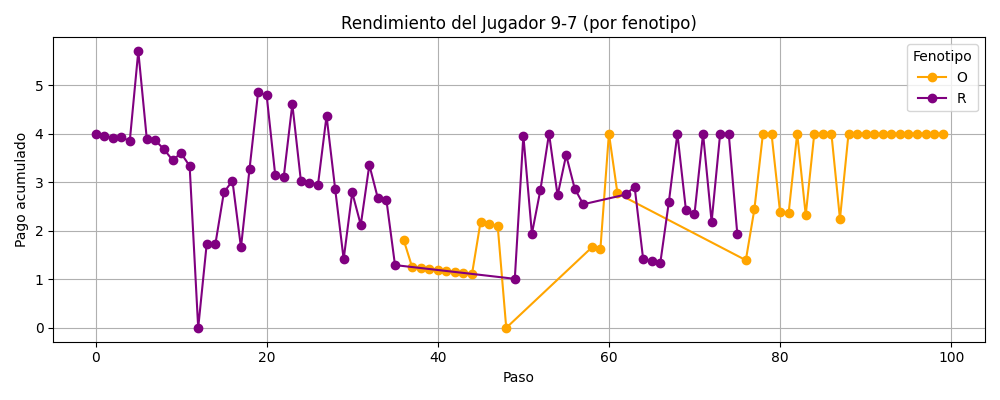 Rendimiento del Jugador 9-7 (por fenotipo)
Pago acumulado
5
4
3
2
1
0
0
20
40
60
80
100
Paso
Fenotipo
O
R